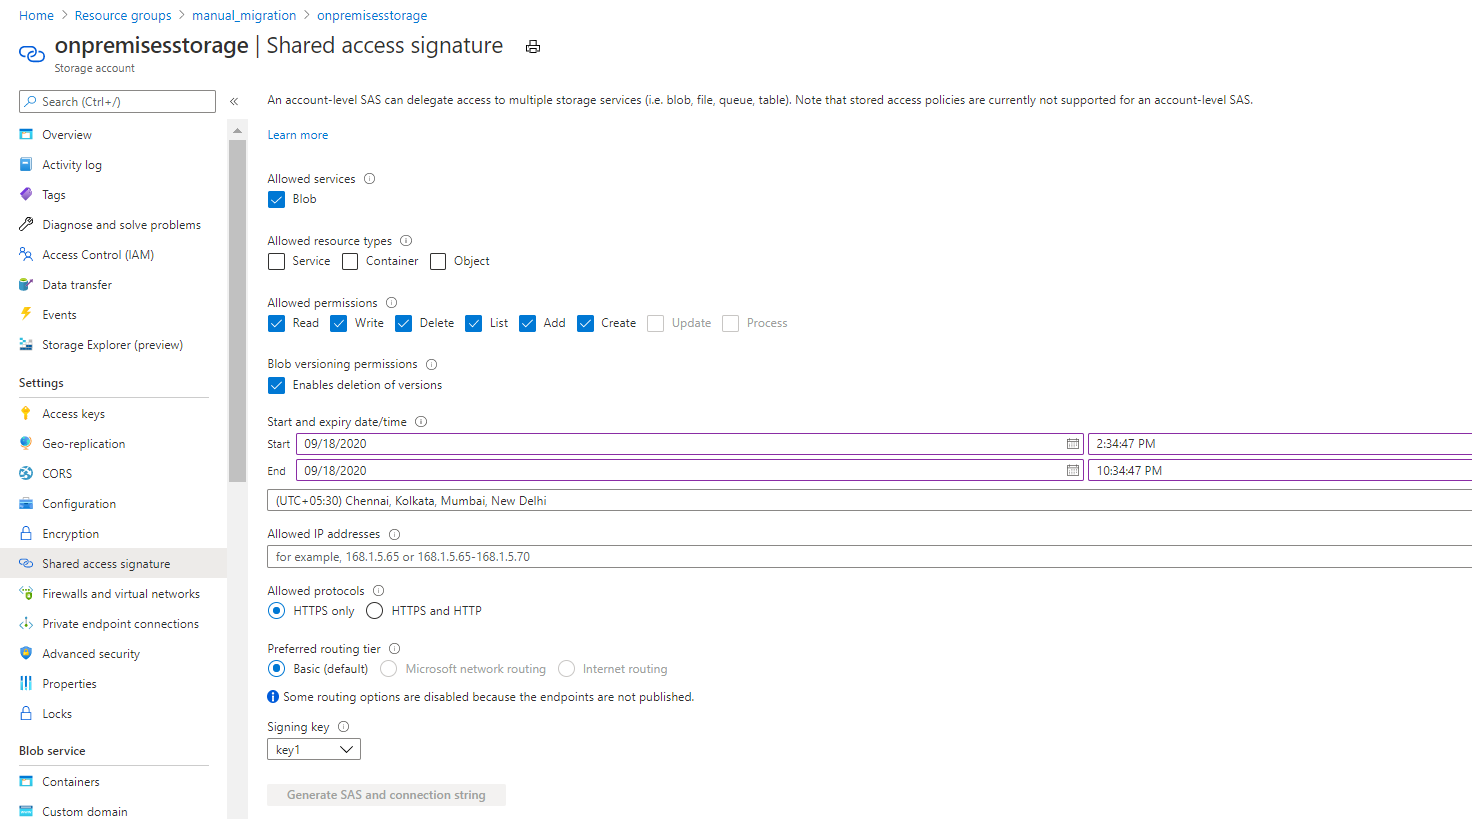 Home > Resource groups > manual_migration > onpremisesstorage
onpremisesstorage | Shared access signature
Storage account
Search (Ctrl+/)
«
Overview
Activity log
Tags
Diagnose and solve problems
Access Control (IAM)
Data transfer
Events
Storage Explorer (preview)
Settings
Access keys
Geo-replication
CORS
Configuration
Encryption
Shared access signature
Firewalls and virtual networks
Private endpoint connections
Advanced security
Properties
Locks
Blob service
Containers
Custom domain
An account-level SAS can delegate access to multiple storage services (i.e. blob, file, queue, table). Note that stored access policies are currently not supported for an account-level SAS.
Learn more
Allowed services
Blob
Allowed resource types
Service Container Object
Allowed permissions
Read Write Delete List Add Create Update Process
Blob versioning permissions
Enables deletion of versions
Start and expiry date/time
Start 09/18/2020 2:34:47 PM
End 09/18/2020 10:34:47 PM
(UTC+05:30) Chennai, Kolkata, Mumbai, New Delhi
Allowed IP addresses
for example, 168.1.5.65 or 168.1.5.65-168.1.5.70
Allowed protocols
HTTPS only HTTPS and HTTP
Preferred routing tier
Basic (default) Microsoft network routing Internet routing
Some routing options are disabled because the endpoints are not published.
Signing key
key1
Generate SAS and connection string